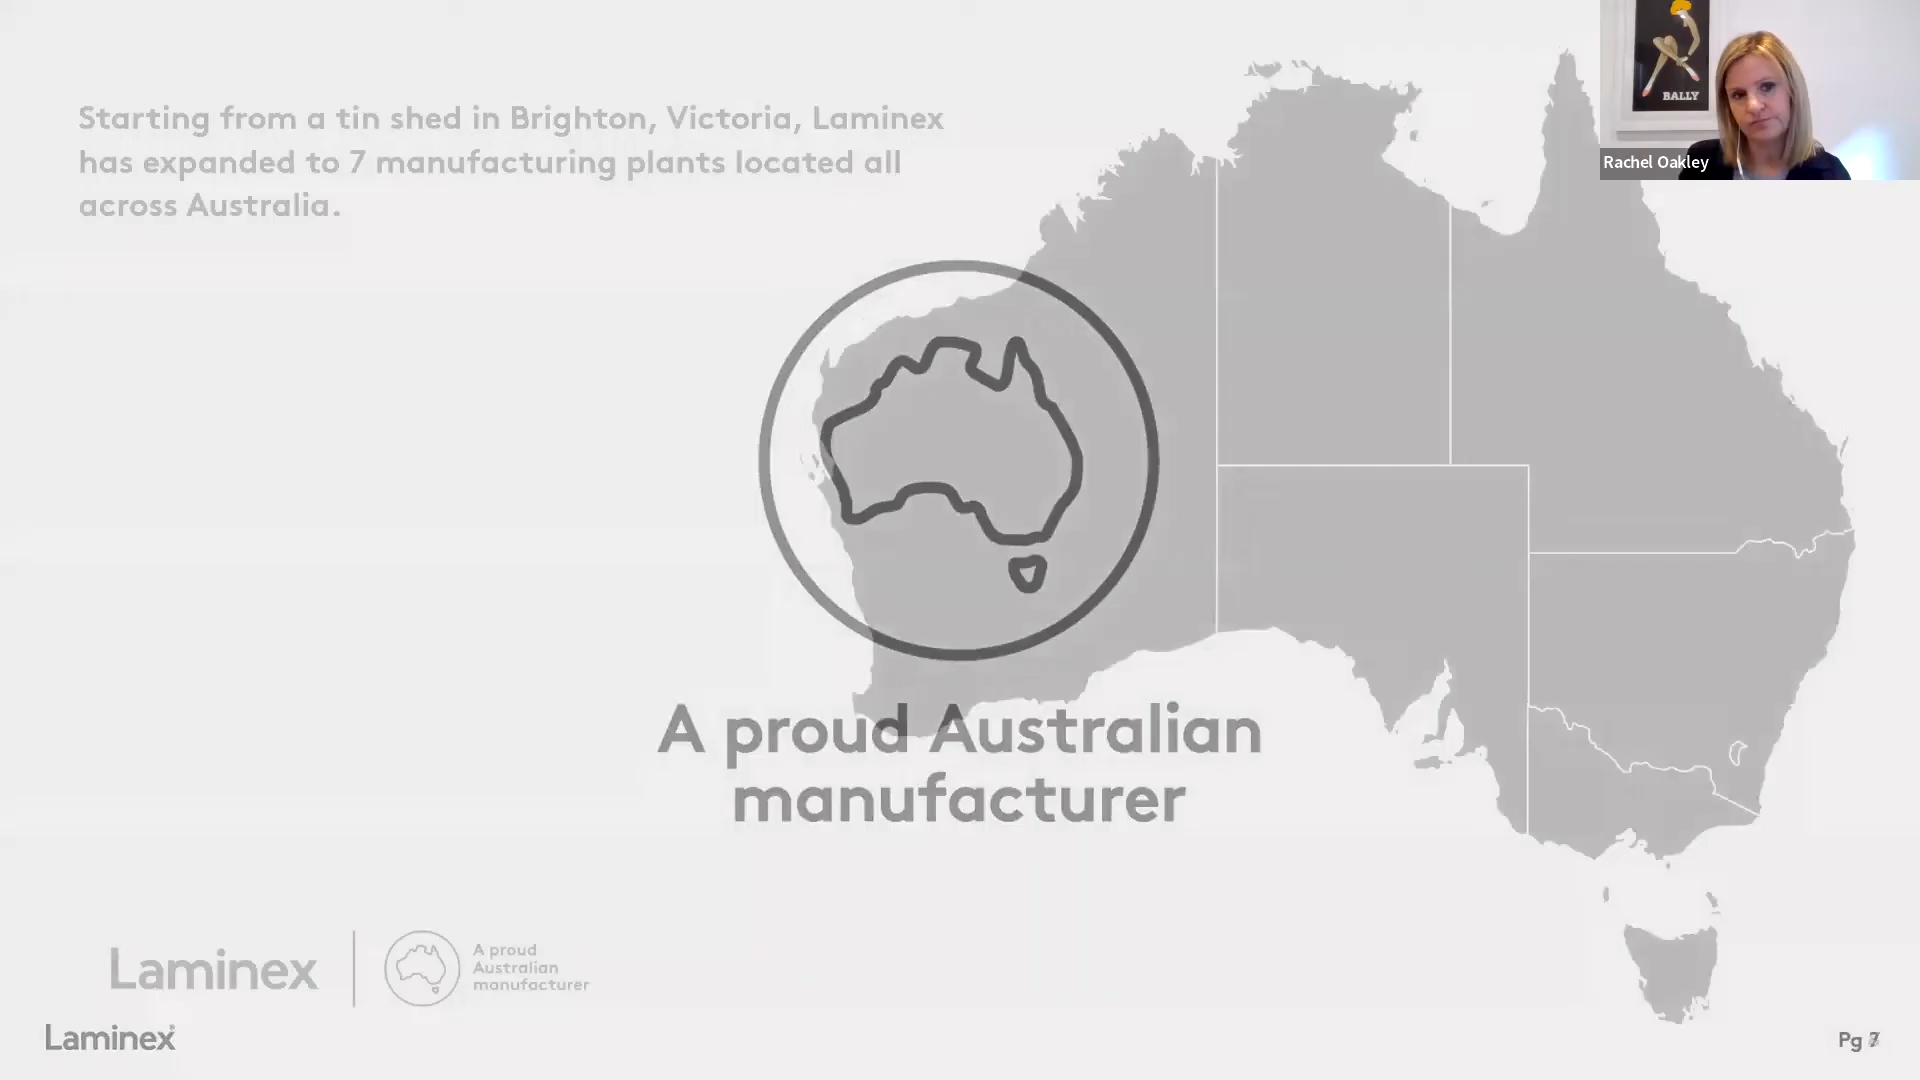 Starting from a tin shed in Brighton, Victoria, Laminex
has expanded to 7 manufacturing plants located all
across Australia.
BALLY
Rachel Oakley
A proud Australian
manufacturer
Laminex
A proud
Australian
manufacturer
Laminex
Pg